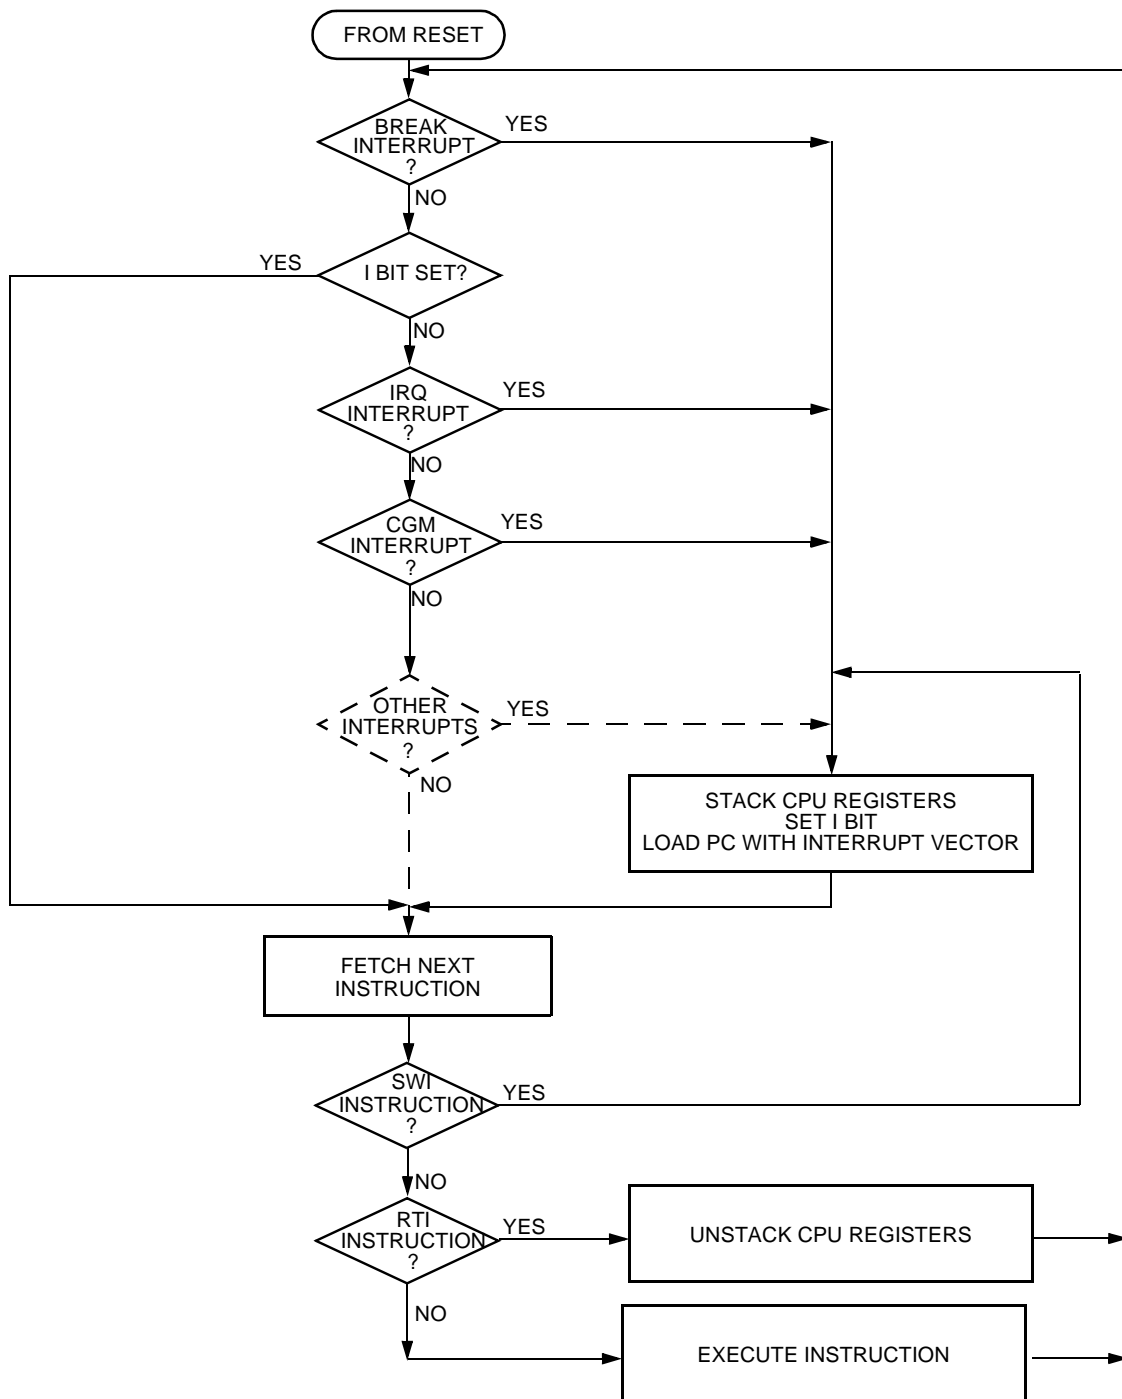 FROM RESET
BREAK
INTERRUPT
?
YES
NO
I BIT SET?
YES
NO
IRQ
INTERRUPT
?
YES
NO
CGM
INTERRUPT
?
YES
NO
OTHER
INTERRUPTS
?
YES
NO
STACK CPU REGISTERS
SET I BIT
LOAD PC WITH INTERRUPT VECTOR
FETCH NEXT
INSTRUCTION
SWI
INSTRUCTION
?
YES
NO
RTI
INSTRUCTION
?
YES
UNSTACK CPU REGISTERS
NO
EXECUTE INSTRUCTION